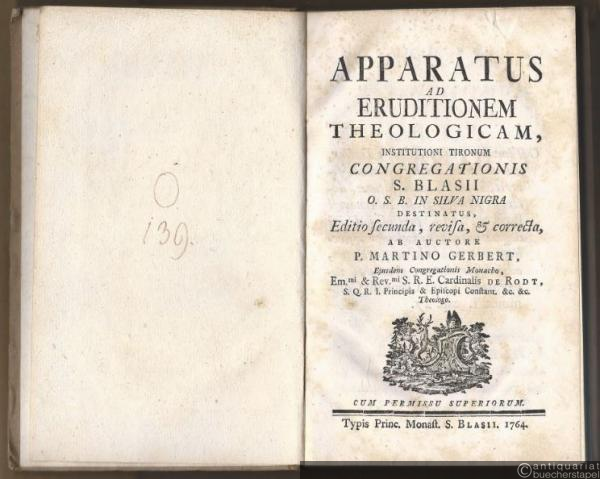 O
139.
APPARATUS
AD
ERUDITIONEM
THEOLOGICAM,
INSTITUTIONI TIRONUM
CONGREGATIONIS
S. BLASII
O. S. B. IN SILVA NIGRA
DESTINATUS,
Editio ſecunda, reviſa, & correcta,
AB AUCTORE
P. MARTINO GERBERT,
Ejusdem Congregationis Monacho,
Em.mi & Rev.mi S. R. E. Cardinalis DE RODT,
S. Q. R. I. Principis & Epiſcopi Conſtant. &c. &c.
Theologo.
CUM PERMISSU SUPERIORUM.
Typis Princ. Monaſt. S. BLASII. 1764.
antiquariat
buecherstapel